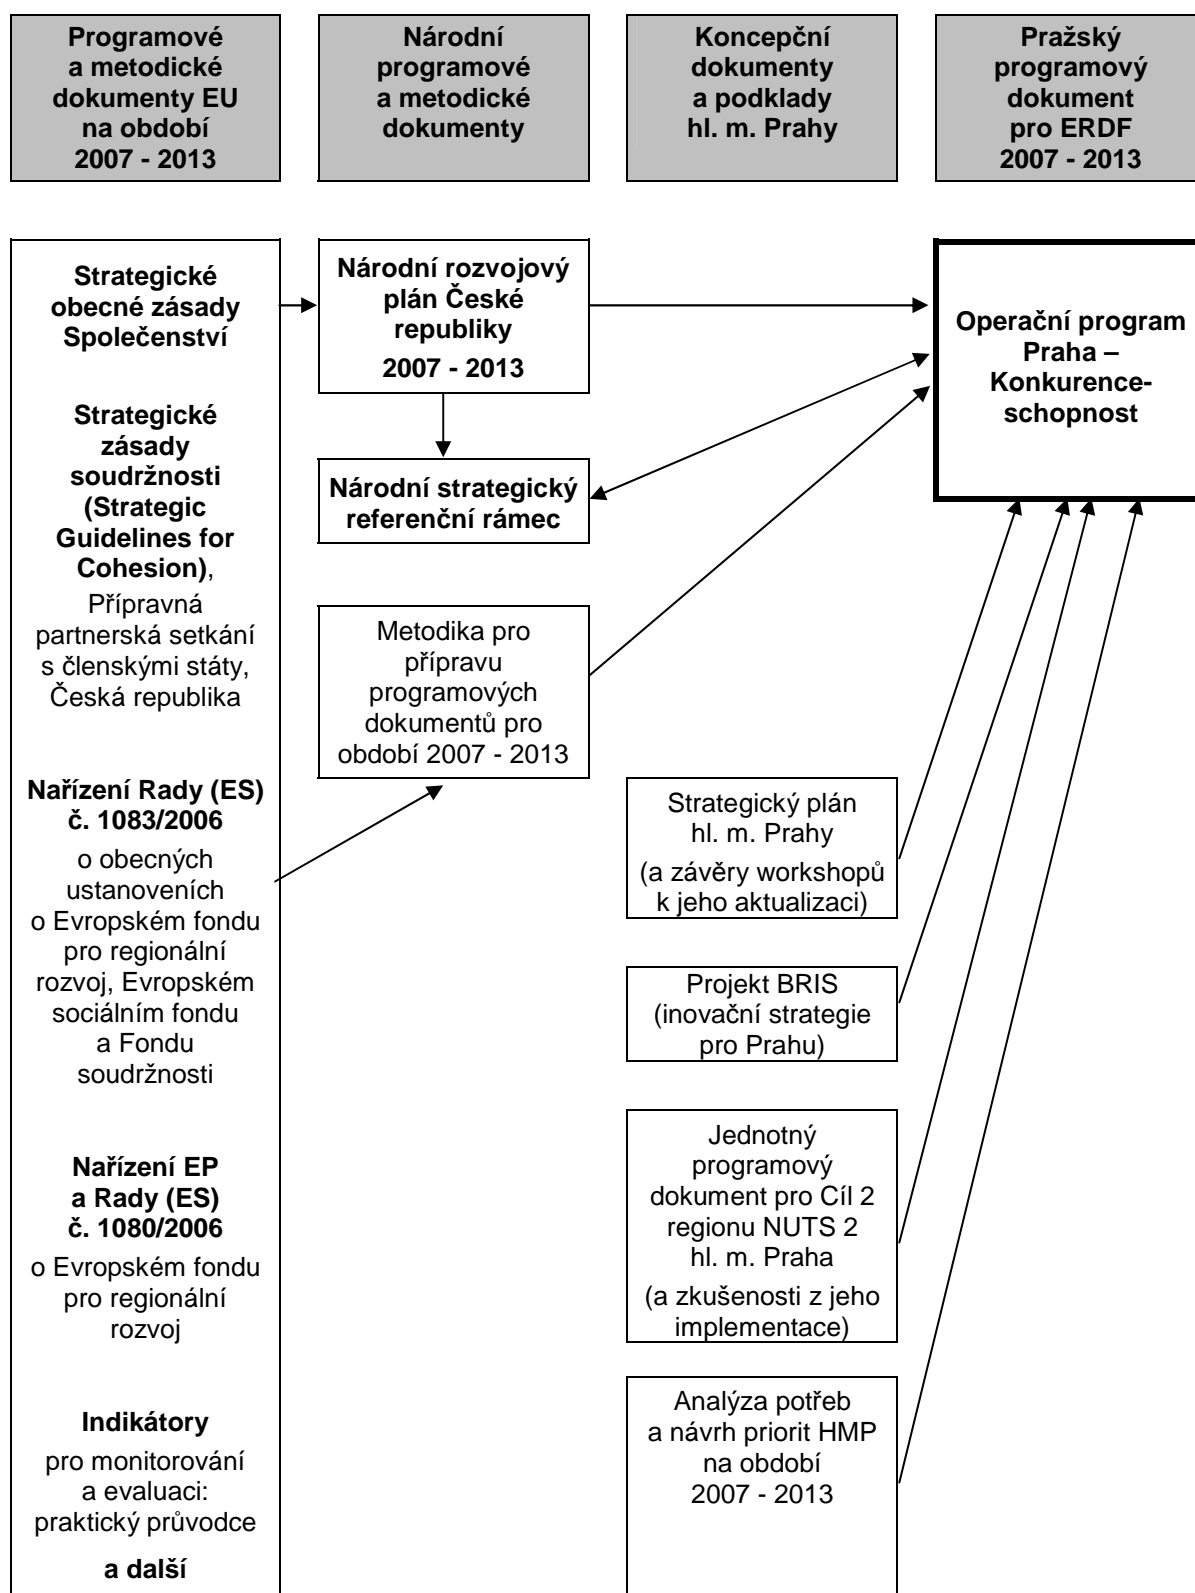 Programové
a metodické
dokumenty EU
na období
2007 - 2013
Národní
programové
a metodické
dokumenty
Koncepční
dokumenty
a podklady
hl. m. Prahy
Pražský
programový
dokument
pro ERDF
2007 - 2013
Strategické
obecné zásady
Společenství
Strategické
zásady
soudržnosti
(Strategic
Guidelines for
Cohesion),
Přípravná
partnerská setkání
s členskými státy,
Česká republika
Nařízení Rady (ES)
č. 1083/2006
o obecných
ustanoveních
o Evropském fondu
pro regionální
rozvoj, Evropském
sociálním fondu
a Fondu
soudržnosti
Nařízení EP
a Rady (ES)
č. 1080/2006
o Evropském fondu
pro regionální
rozvoj
Indikátory
pro monitorování
a evaluaci:
praktický průvodce
a další
Národní rozvojový
plán České
republiky
2007 - 2013
Národní strategický
referenční rámec
Metodika pro
přípravu
programových
dokumentů pro
období 2007 - 2013
Strategický plán
hl. m. Prahy
(a závěry workshopů
k jeho aktualizaci)
Projekt BRIS
(inovační strategie
pro Prahu)
Jednotný
programový
dokument pro Cíl 2
regionu NUTS 2
hl. m. Praha
(a zkušenosti z jeho
implementace)
Analýza potřeb
a návrh priorit HMP
na období
2007 - 2013
Operační program
Praha –
Konkurence-
schopnost